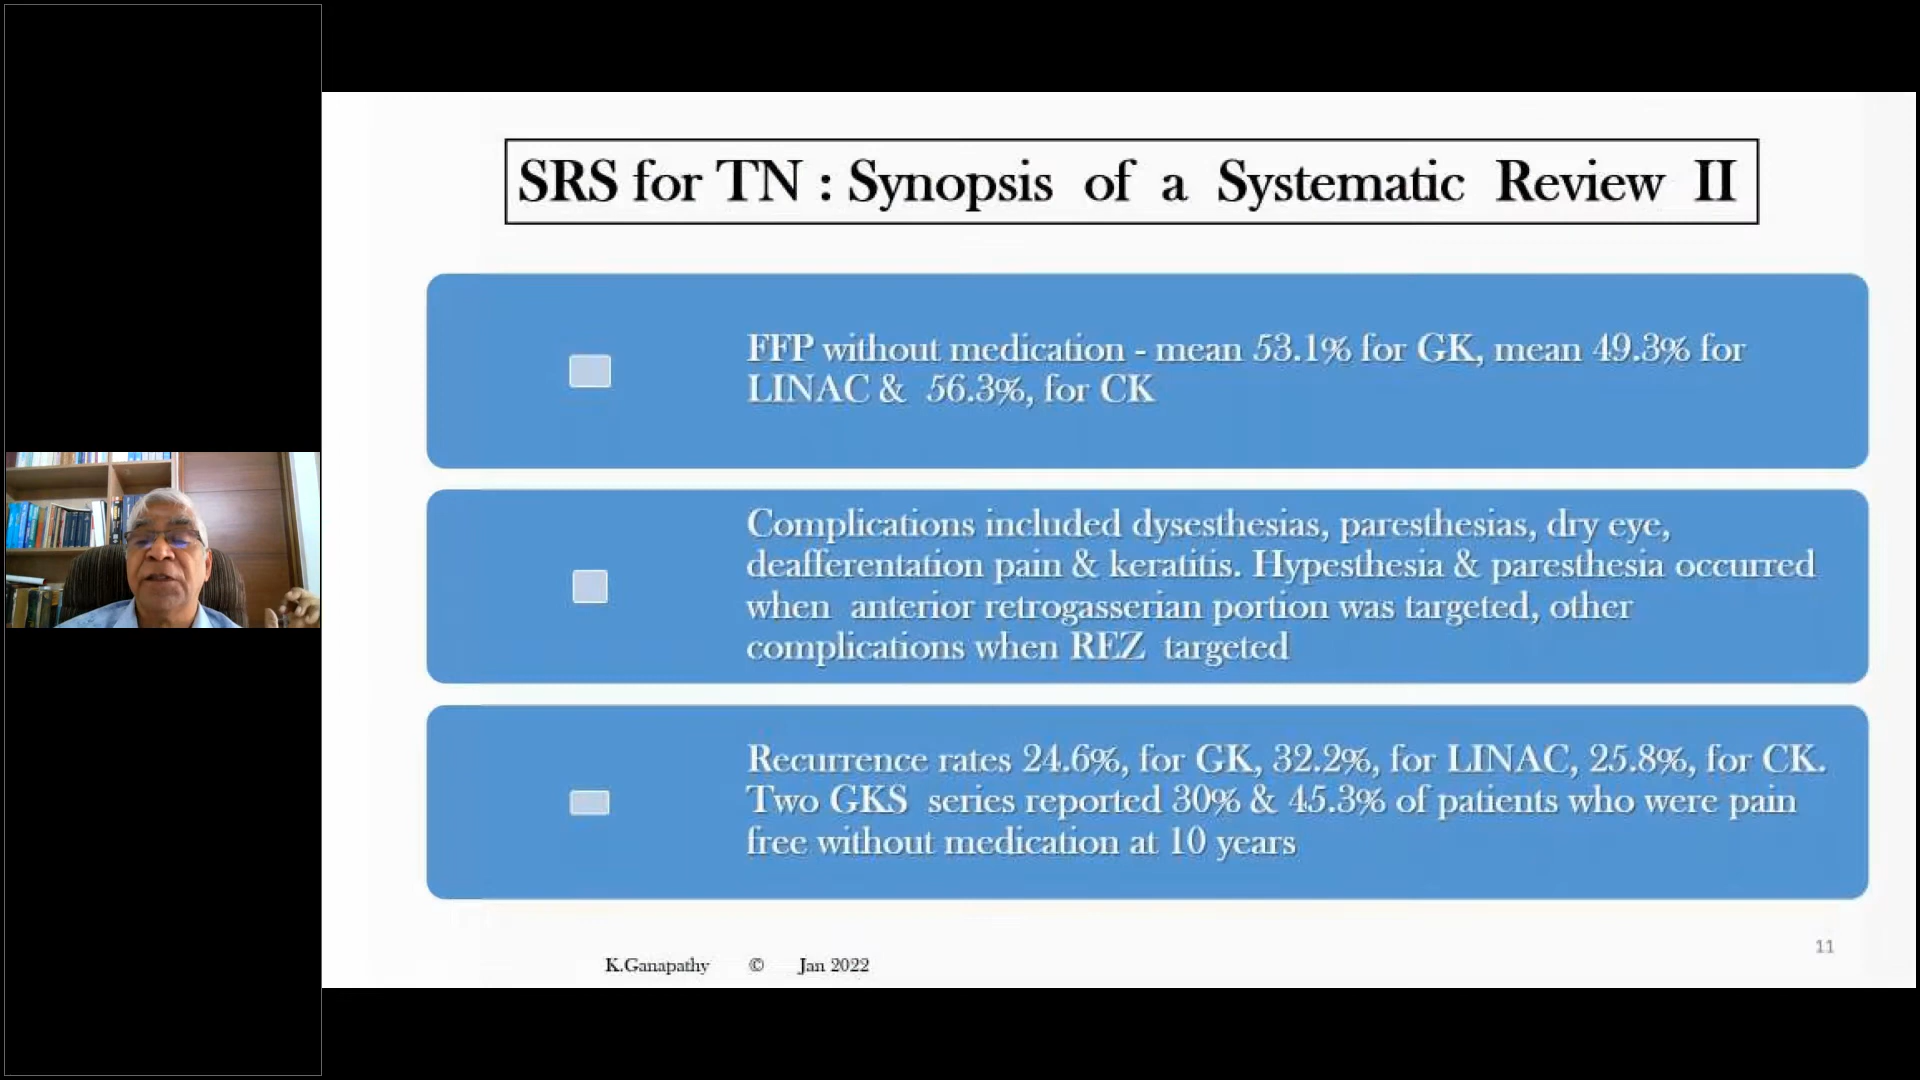 SRS for TN : Synopsis of a Systematic Review II
FFP without medication - mean 53.1% for GK, mean 49.3% for
LINAC & 56.3%, for CK
Complications included dysesthesias, paresthesias, dry eye,
deafferentation pain & keratitis. Hypesthesia & paresthesia occurred
when anterior retrogasserian portion was targeted, other
complications when REZ targeted
Recurrence rates 24.6%, for GK, 32.2%, for LINAC, 25.8%, for CK.
Two GKS series reported 30% & 45.3% of patients who were pain
free without medication at 10 years
K.Ganapathy © Jan 2022
11